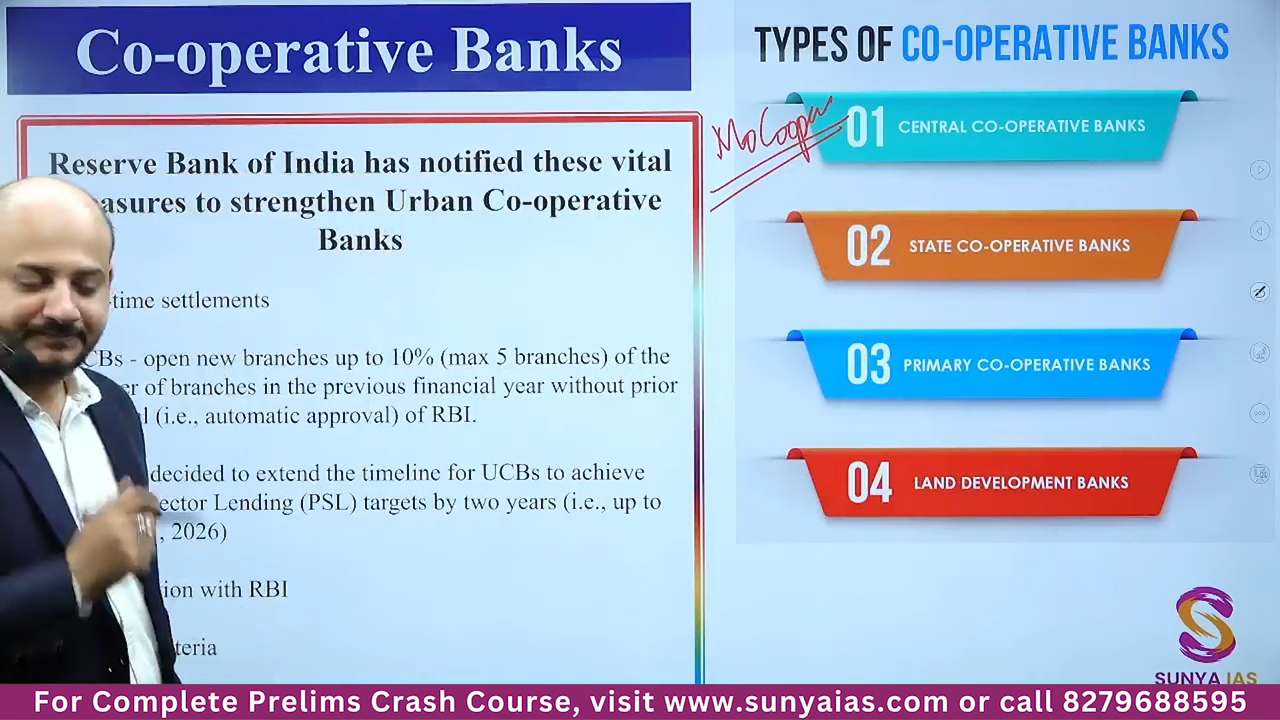 Co-operative Banks
Reserve Bank of India has notified these vital
asures to strengthen Urban Co-operative
Banks
-time settlements
CBs - open new branches up to 10% (max 5 branches) of the
er of branches in the previous financial year without prior
l (i.e., automatic approval) of RBI.
decided to extend the timeline for UCBs to achieve
ector Lending (PSL) targets by two years (i.e., up to
, 2026)
ion with RBI
teria
TYPES OF CO-OPERATIVE BANKS
01 CENTRAL CO-OPERATIVE BANKS
02 STATE CO-OPERATIVE BANKS
03 PRIMARY CO-OPERATIVE BANKS
04 LAND DEVELOPMENT BANKS
SUNYA IAS
For Complete Prelims Crash Course, visit www.sunyaias.com or call 8279688595